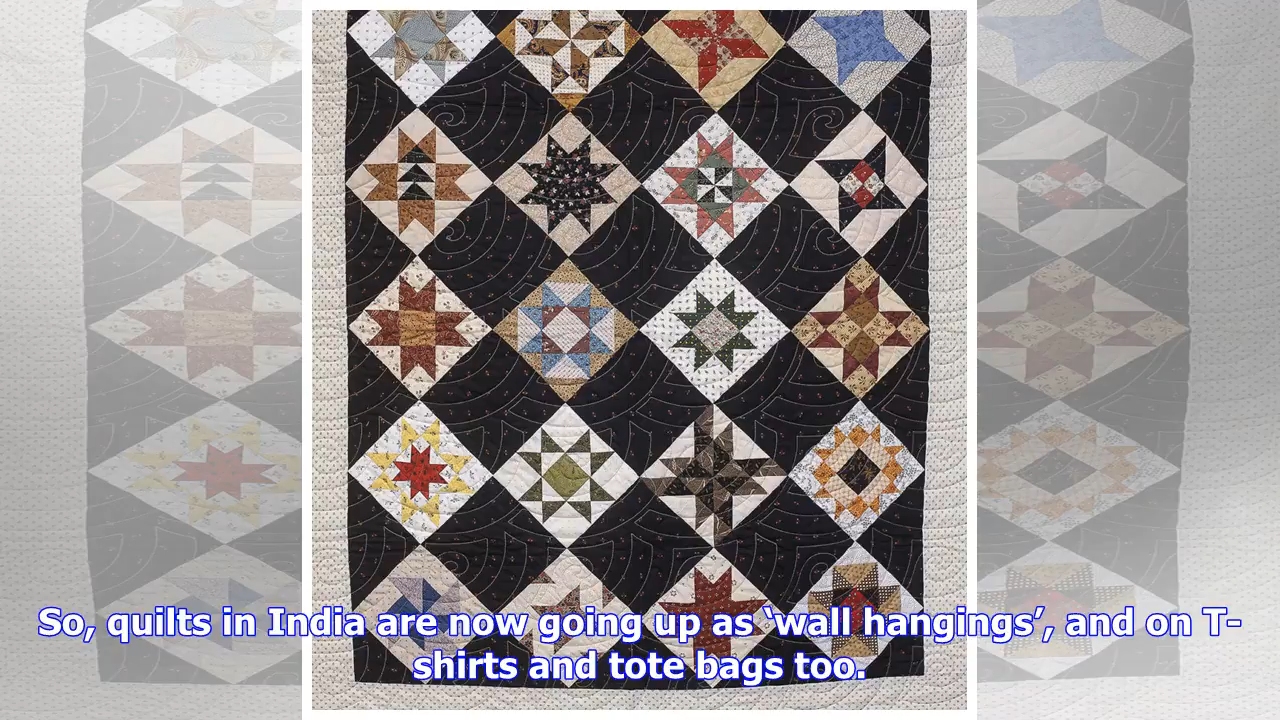 So, quilts in India are now going up as ‘wall hangings’, and on T-
shirts and tote bags too.